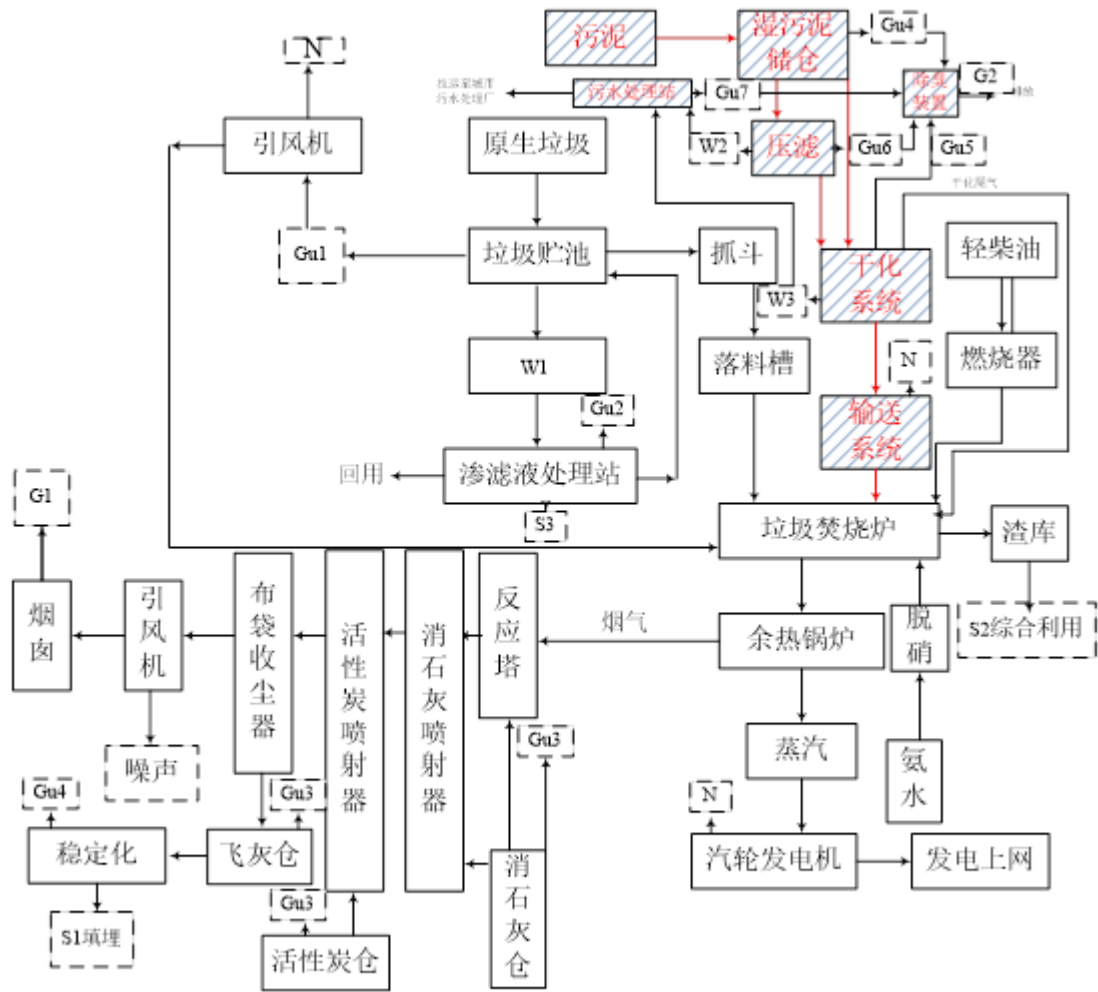 污泥
湿污泥
储仓
Gu4
N
除臭
装置
G2
排放
污水处理厂
污水处理站
Gu7
引风机
原生垃圾
W2
压滤
Gu6
Gu5
干化尾气
Gu1
垃圾贮池
抓斗
干化
系统
轻柴油
W3
W1
落料槽
N
燃烧器
Gu2
输送
系统
回用
渗滤液处理站
G1
S3
垃圾焚烧炉
渣库
烟囱
引风机
布袋收尘器
活性炭喷射器
消石灰喷射器
反应塔
烟气
余热锅炉
脱硝
S2综合利用
Gu3
蒸汽
氨水
噪声
Gu4
Gu3
N
稳定化
飞灰仓
消石灰仓
汽轮发电机
发电上网
Gu3
S1填埋
活性炭仓